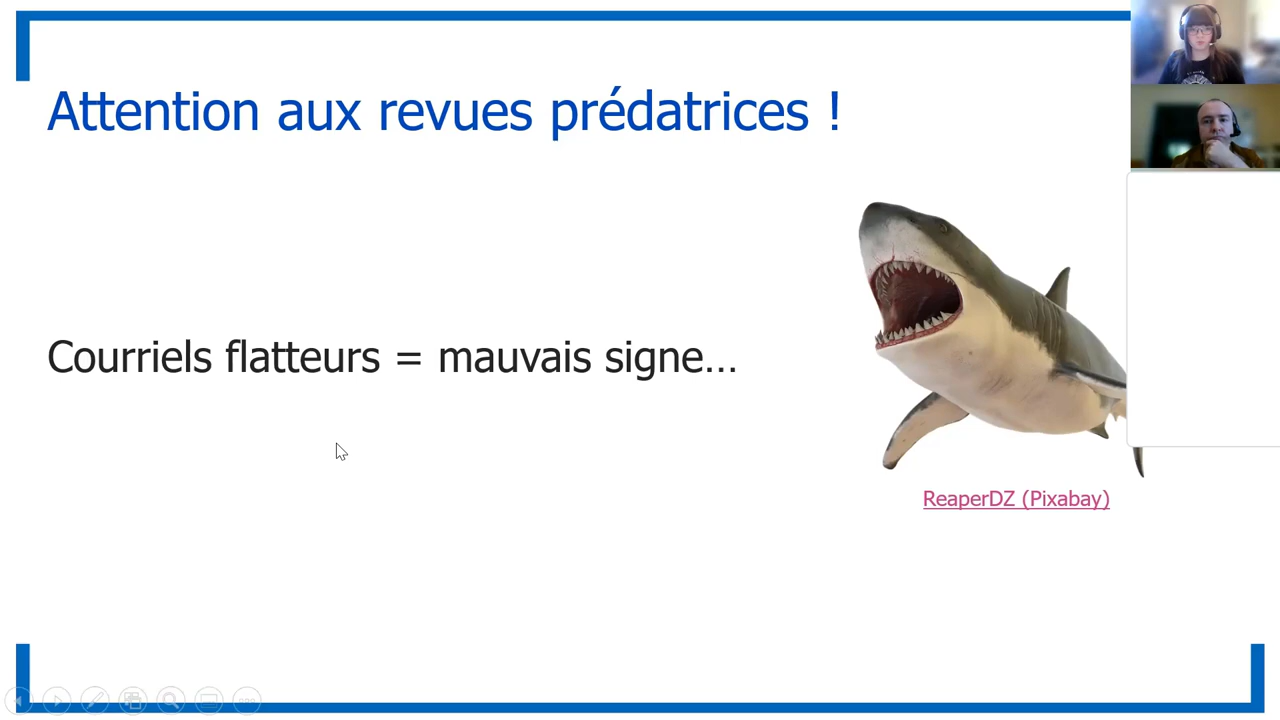 Attention aux revues prédatrices !
Courriels flatteurs = mauvais signe…
ReaperDZ (Pixabay)